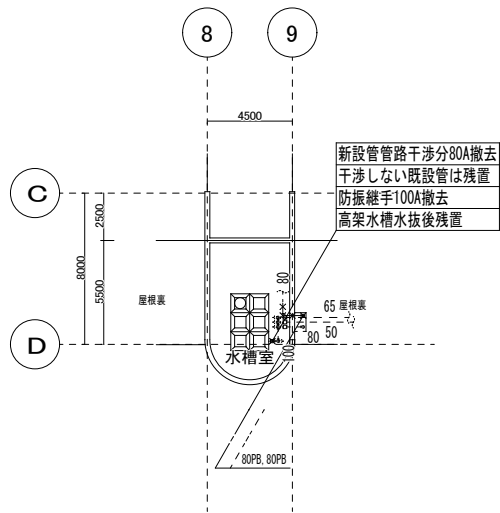 8
9
4500
新設管管路干渉分80A撤去
干渉しない既設管は残置
防振継手100A撤去
高架水槽水抜後残置
C
2500
8000
5500
80
屋根裏
65
屋根裏
50
80
D
水槽室
100
80PB, 80PB